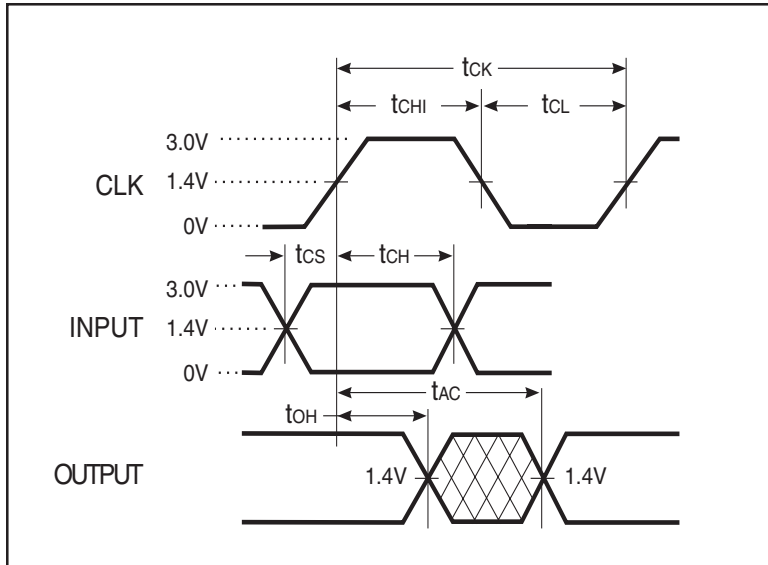 tCK
tCHI tCL
3.0V
CLK 1.4V
0V
tCS tCH
3.0V
INPUT 1.4V
0V
tAC
tOH
OUTPUT 1.4V 1.4V